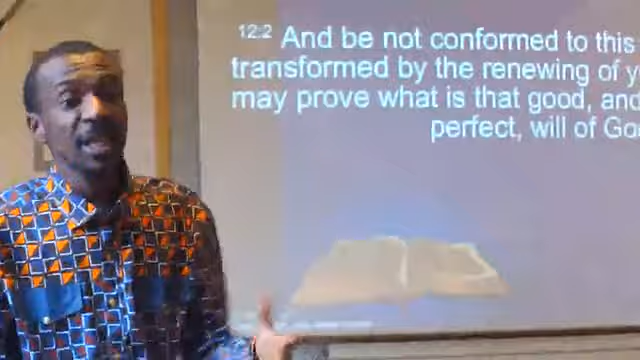 12:2 And be not conformed to this
transformed by the renewing of
may prove what is that good, and
perfect, will of